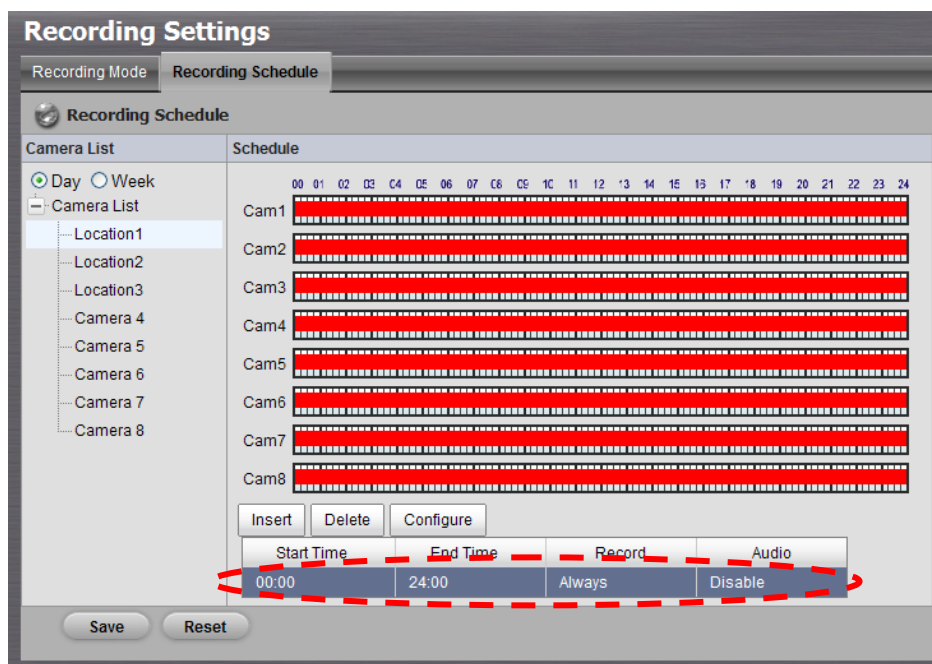 Recording Settings
Recording Mode Recording Schedule
Recording Schedule
Camera List Schedule
Day Week
Camera List
Location1
Location2
Location3
Camera 4
Camera 5
Camera 6
Camera 7
Camera 8
00 01 02 03 04 05 06 07 08 09 10 11 12 13 14 15 16 17 18 19 20 21 22 23 24
Cam1
Cam2
Cam3
Cam4
Cam5
Cam6
Cam7
Cam8
Insert Delete Configure
Start Time End Time Record Audio
00:00 24:00 Always Disable
Save Reset